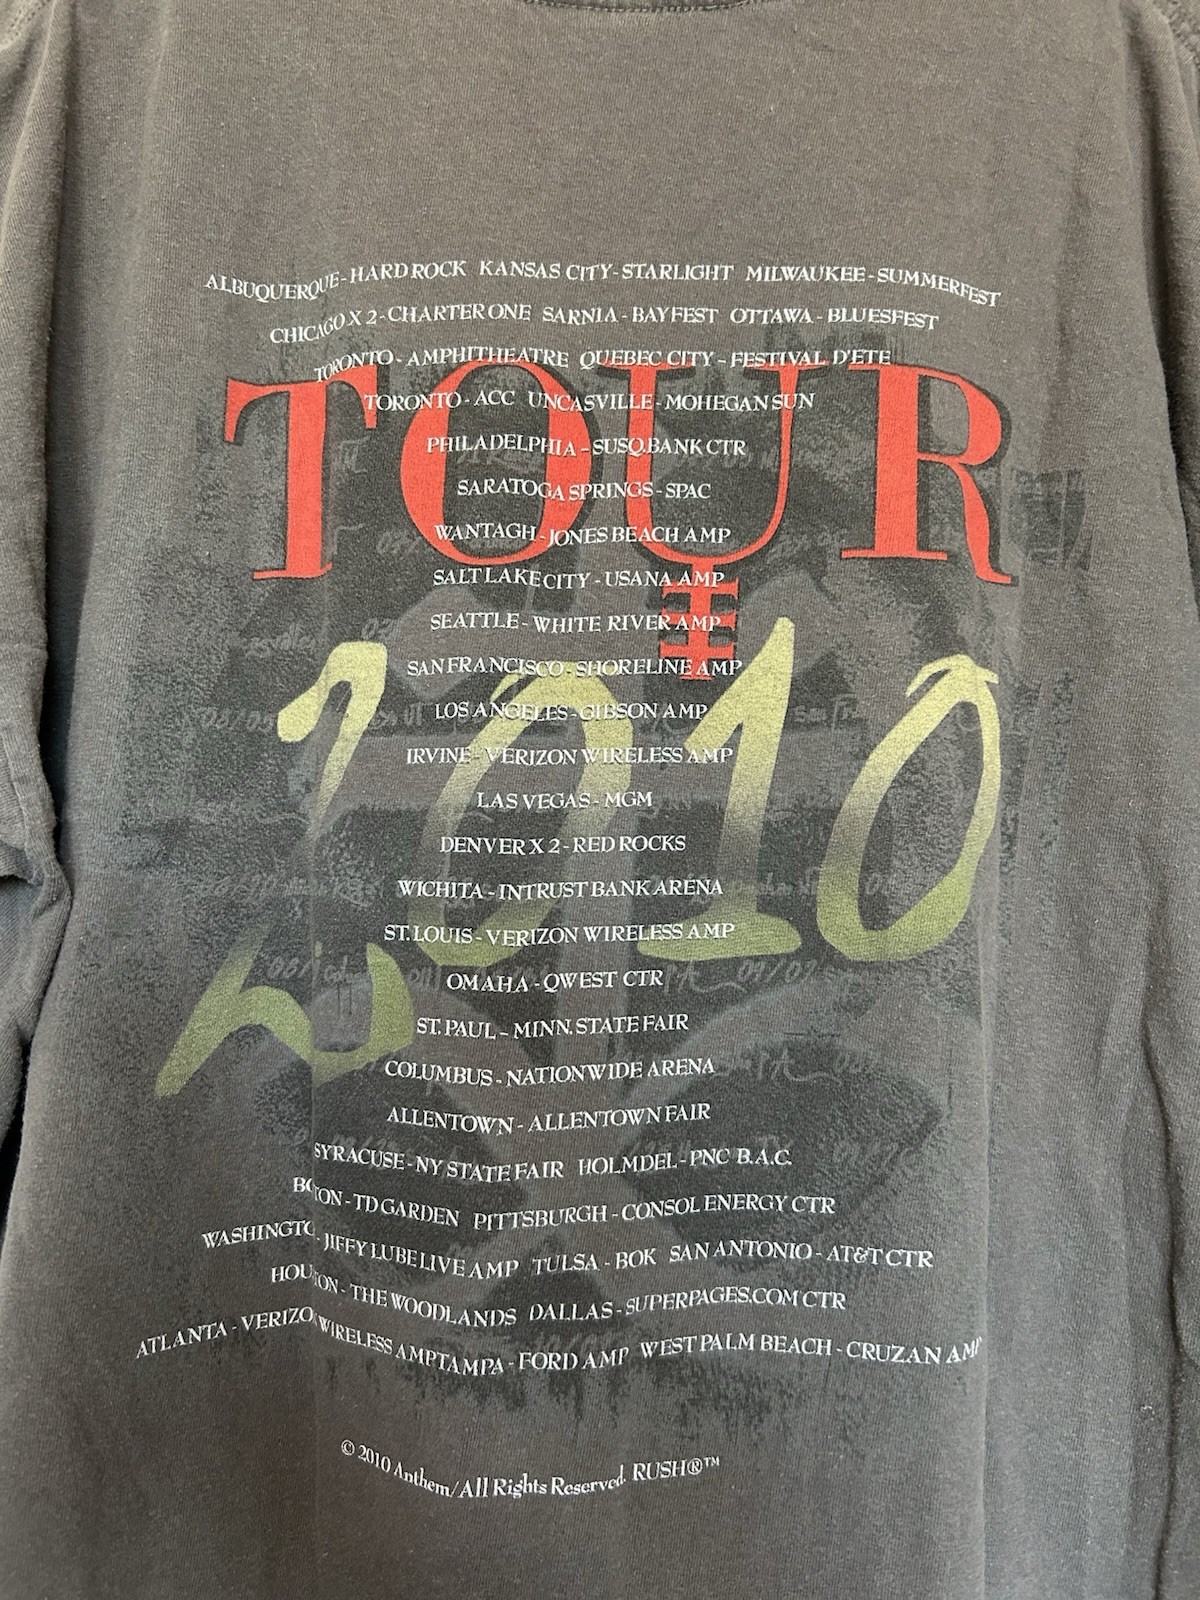 ALBUQUERQUE - HARD ROCK KANSAS CITY - STARLIGHT MILWAUKEE - SUMMERFEST
CHICAGO X 2 - CHARTER ONE SARNIA - BAYFEST OTTAWA - BLUESFEST
TORONTO - AMPHITHEATRE QUEBEC CITY - FESTIVAL D'ETE
TOUR
TORONTO - ACC UNCASVILLE - MOHEGAN SUN
PHILADELPHIA - SUSQ. BANK CTR
SARATOGA SPRINGS - SPAC
WANTAGH - JONES BEACH AMP
SALT LAKE CITY - USANA AMP
SEATTLE - WHITE RIVER AMP
SAN FRANCISCO - SHORELINE AMP
2010
LOS ANGELES - GIBSON AMP
IRVINE - VERIZON WIRELESS AMP
LAS VEGAS - MGM
DENVER X 2 - RED ROCKS
WICHITA - INTRUST BANK ARENA
ST. LOUIS - VERIZON WIRELESS AMP
OMAHA - QWEST CTR
ST. PAUL - MINN. STATE FAIR
COLUMBUS - NATIONWIDE ARENA
ALLENTOWN - ALLENTOWN FAIR
SYRACUSE - NY STATE FAIR HOLMDEL - PNC B.A.C.
BOSTON - TD GARDEN PITTSBURGH - CONSOL ENERGY CTR
WASHINGTON - JIFFY LUBE LIVE AMP TULSA - BOK SAN ANTONIO - AT&T CTR
HOUSTON - THE WOODLANDS DALLAS - SUPERPAGES.COM CTR
ATLANTA - VERIZON WIRELESS AMP TAMPA - FORD AMP WEST PALM BEACH - CRUZAN AMP
© 2010 Anthem/All Rights Reserved. RUSH®™